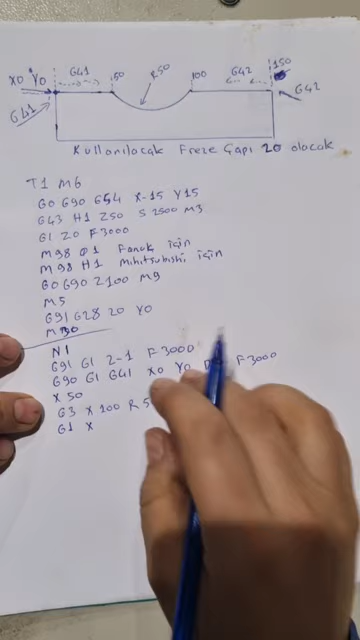 X0 Y0 G41 50 R50 100 G42 150
G41 G42
Kullanılacak Freze Çapı 20 olacak
T1 M6
G0 G90 G54 X-15 Y15
G43 H1 Z50 S2500 M3
G1 Z0 F3000
M98 P1 Fanuk için
M98 H1 Mihitsubishi için
G0 G90 Z100 M9
M5
G91 G28 Z0 Y0
M30
N1
G91 G1 Z-1 F3000
G90 G1 G41 X0 Y0 F3000
X50
G3 X100 R5
G1 X